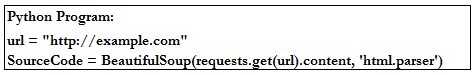 Python Program:
url = "http://example.com"
SourceCode = BeautifulSoup(requests.get(url).content, 'html.parser')